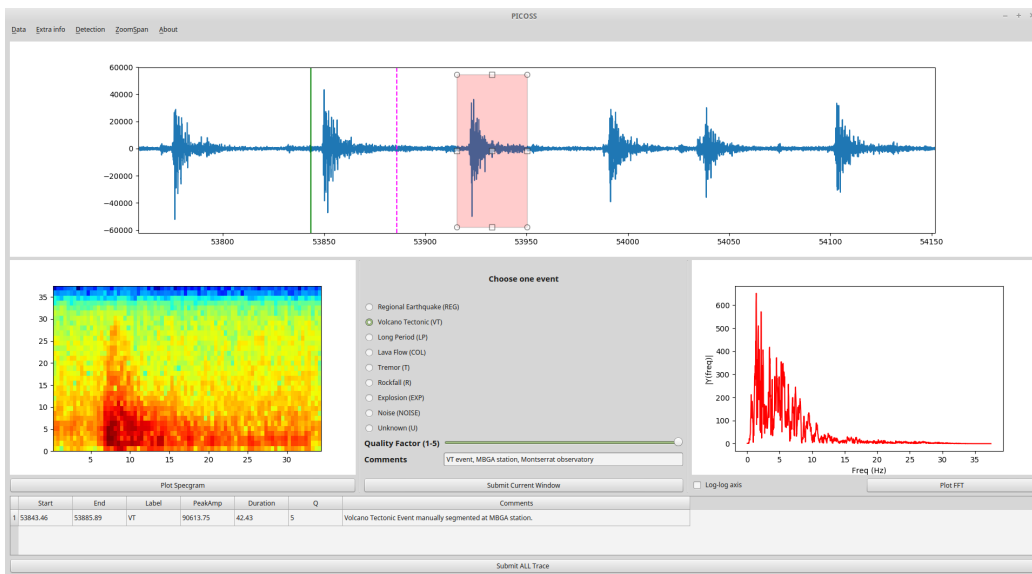 PICOSS
Data Extra info Detection ZoomSpan About
60000
40000
20000
0
−20000
−40000
−60000
53800 53850 53900 53950 54000 54050 54100 54150
35
30
25
20
15
10
5
0
5 10 15 20 25 30
Choose one event
Regional Earthquake (REG)
Volcano Tectonic (VT)
Long Period (LP)
Lava Flow (COL)
Tremor (T)
Rockfall (R)
Explosion (EXP)
Noise (NOISE)
Unknown (U)
Quality Factor (1-5)
Comments VT event, MBGA station, Montserrat observatory
|Y(freq)|
600
500
400
300
200
100
0
0 5 10 15 20 25 30 35
Freq (Hz)
Plot Specgram Submit Current Window Log-log axis Plot FFT
Start End Label PeakAmp Duration Q Comments
1 53843.46 53885.89 VT 90613.75 42.43 5 Volcano Tectonic Event manually segmented at MBGA station.
Submit ALL Trace